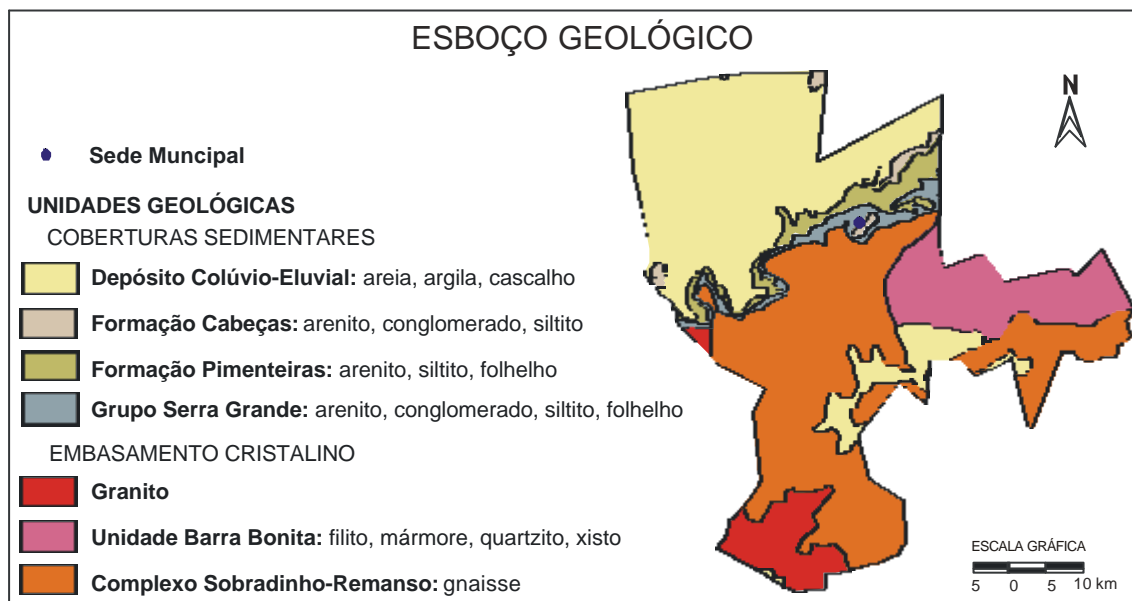 ESBOÇO GEOLÓGICO
N
Sede Muncipal
UNIDADES GEOLÓGICAS
COBERTURAS SEDIMENTARES
Depósito Colúvio-Eluvial: areia, argila, cascalho
Formação Cabeças: arenito, conglomerado, siltito
Formação Pimenteiras: arenito, siltito, folhelho
Grupo Serra Grande: arenito, conglomerado, siltito, folhelho
EMBASAMENTO CRISTALINO
Granito
Unidade Barra Bonita: filito, mármore, quartzito, xisto
Complexo Sobradinho-Remanso: gnaisse
ESCALA GRÁFICA
5 0 5 10 km